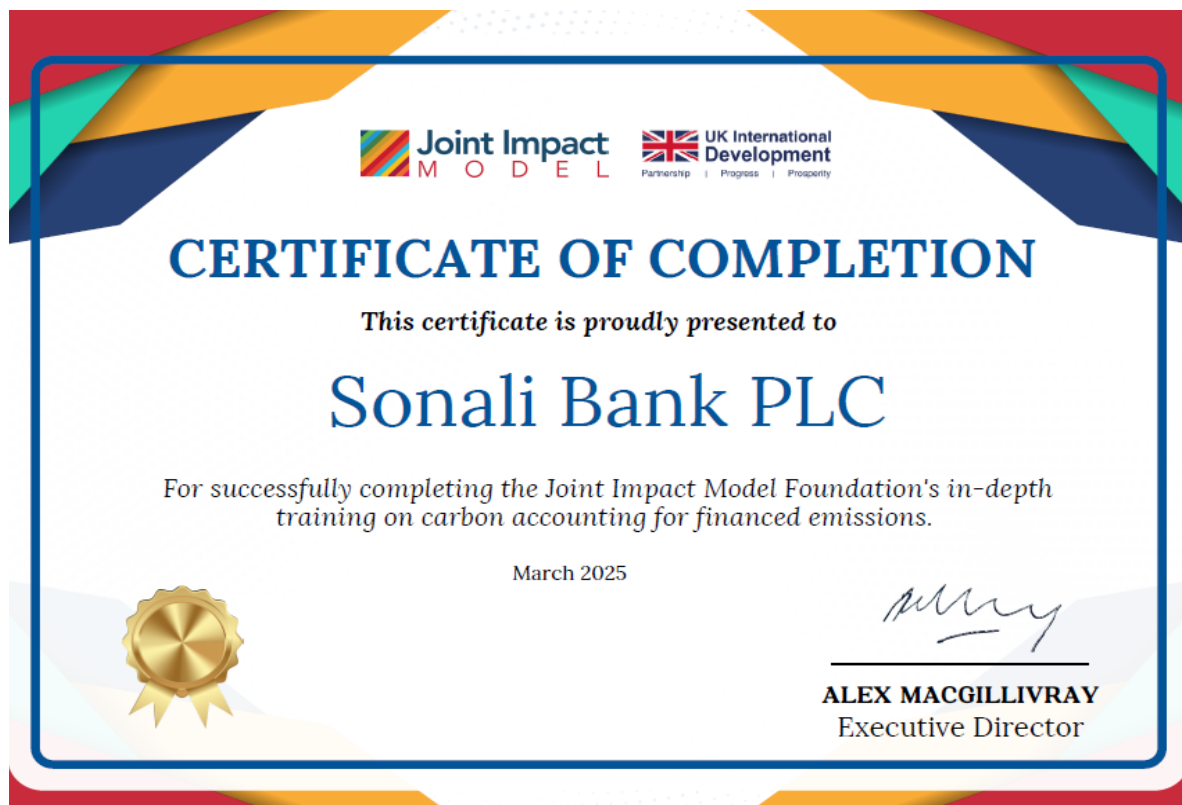 Joint Impact
MODEL
UK International
Development
Partnership | Progress | Prosperity
CERTIFICATE OF COMPLETION
This certificate is proudly presented to
Sonali Bank PLC
For successfully completing the Joint Impact Model Foundation's in-depth
training on carbon accounting for financed emissions.
March 2025
ALEX MACGILLIVRAY
Executive Director